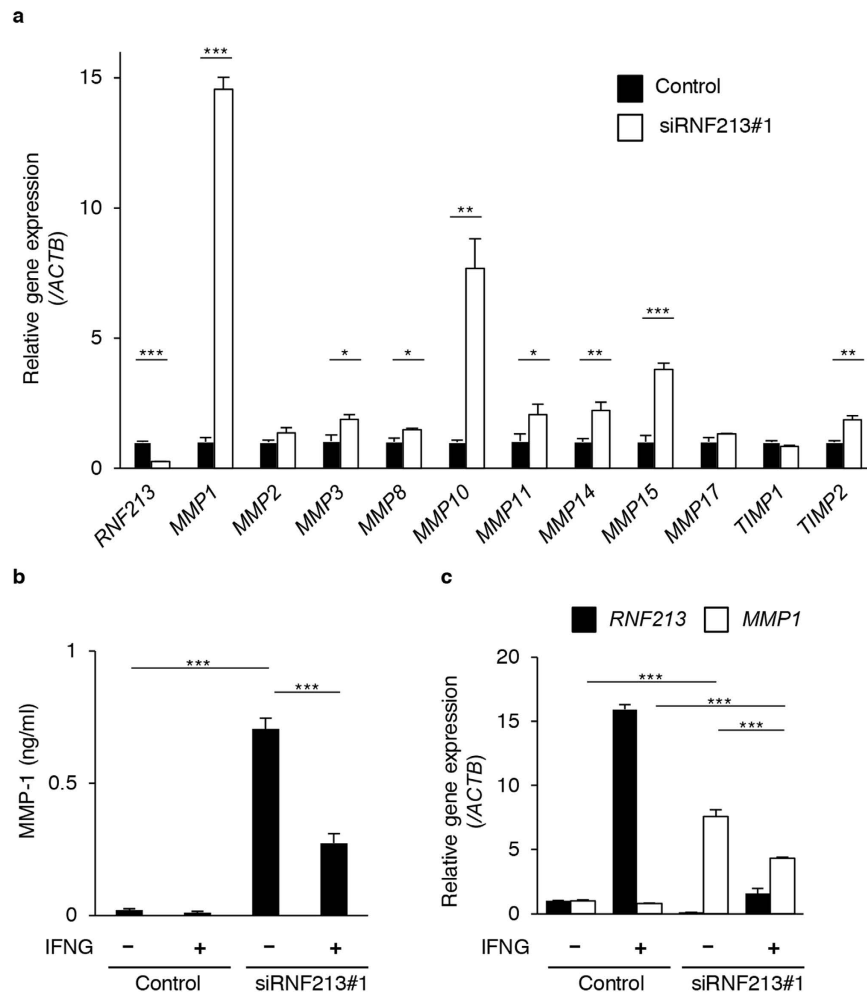 a
***
15
10
5
0
Relative gene expression
(/ACTB)
Control
siRNF213#1
***
*
*
**
*
**
***
**
RNF213
MMP1
MMP2
MMP3
MMP8
MMP10
MMP11
MMP14
MMP15
MMP17
TIMP1
TIMP2
b
1
0.5
0
MMP-1 (ng/ml)
***
***
IFNG − + − +
Control siRNF213#1
c
RNF213 MMP1
20
15
10
5
0
Relative gene expression
(/ACTB)
***
***
***
IFNG − + − +
Control siRNF213#1